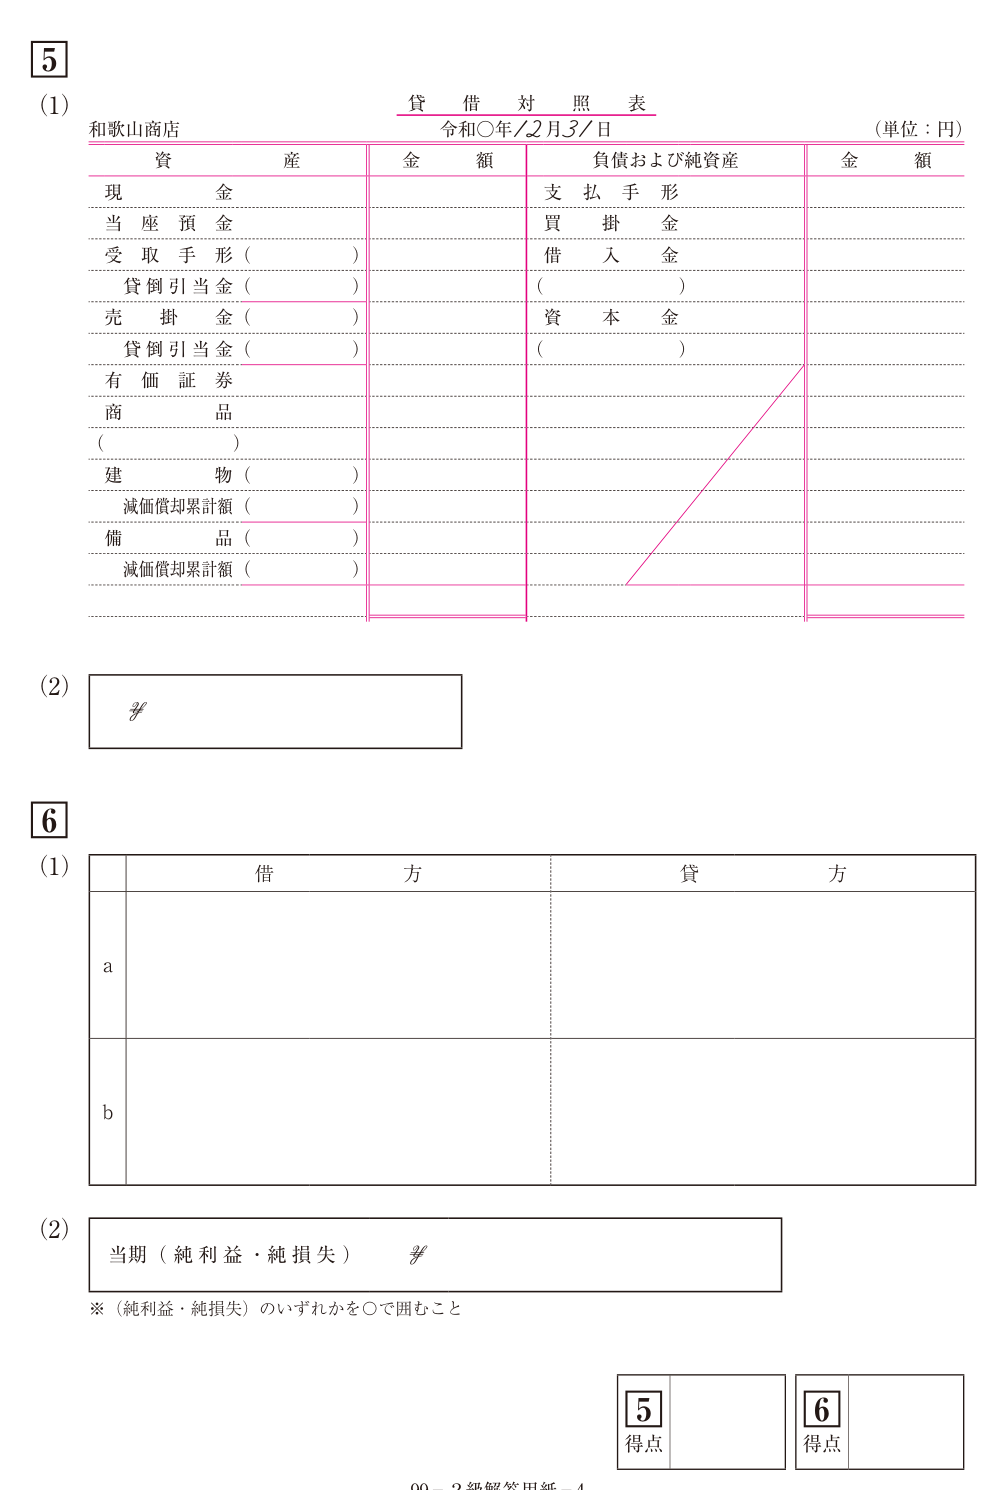 5
(1)
貸借対照表
和歌山商店 令和〇年12月31日 (単位：円)
資産 金額 負債および純資産 金額
現金 支払手形
当座預金 買掛金
受取手形( ) 借入金
貸倒引当金( ) ( )
売掛金( ) 資本金
貸倒引当金( ) ( )
有価証券
商品
( )
建物( )
減価償却累計額( )
備品( )
減価償却累計額( )
(2)
¥
6
(1)
借方 貸方
a
b
(2)
当期(純利益・純損失) ¥
※(純利益・純損失)のいずれかを〇で囲むこと
5 得点 6 得点